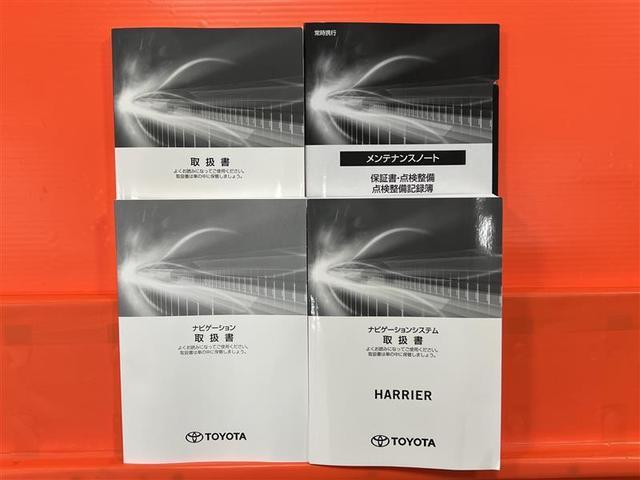 取扱書
よくお読みになってご使用ください。
取扱書は車の中に保管しましょう。
常時携行
メンテナンスノート
保証書・点検整備
点検整備記録簿
ナビゲーション
取扱書
よくお読みになってご使用ください。
取扱書は車の中に保管しましょう。
TOYOTA
ナビゲーションシステム
取扱書
よくお読みになってご使用ください。
取扱書は車の中に保管しましょう。
HARRIER
TOYOTA